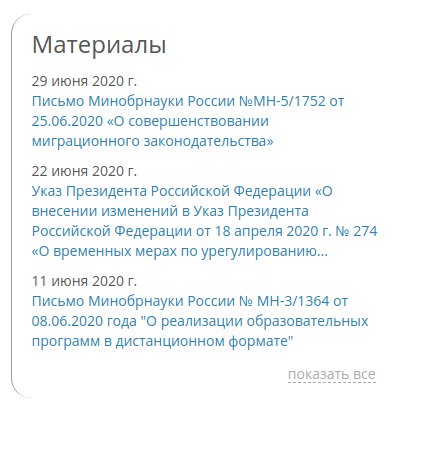 Материалы
29 июня 2020 г.
Письмо Минобрнауки России №МН-5/1752 от
25.06.2020 «О совершенствовании
миграционного законодательства»
22 июня 2020 г.
Указ Президента Российской Федерации «О
внесении изменений в Указ Президента
Российской Федерации от 18 апреля 2020 г. № 274
«О временных мерах по урегулированию...
11 июня 2020 г.
Письмо Минобрнауки России № МН-3/1364 от
08.06.2020 года "О реализации образовательных
программ в дистанционном формате"
показать все